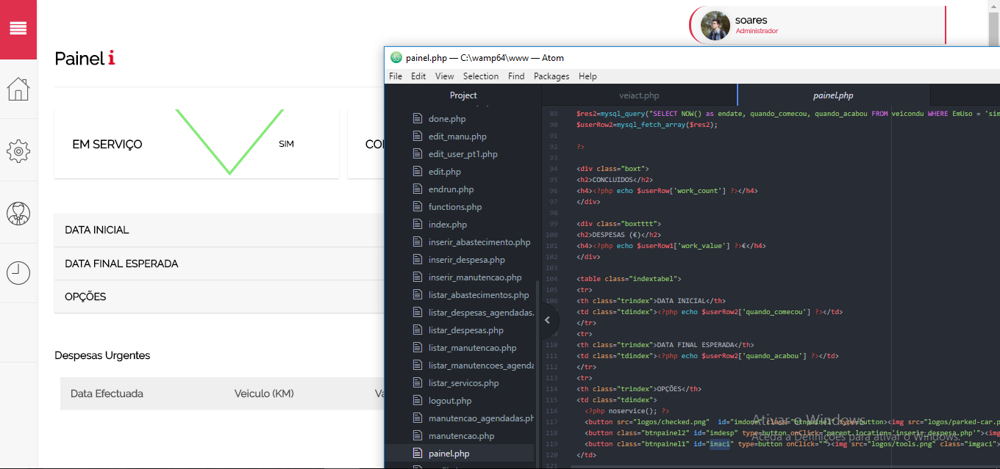 soares
Administrador
Painel i
EM SERVIÇO
SIM
DATA INICIAL
DATA FINAL ESPERADA
OPÇÕES
Despesas Urgentes
Data Efectuada Veiculo (KM)
painel.php — C:\wamp64\www — Atom
File Edit View Selection Find Packages Help
Project
done.php
edit_manu.php
edit_user_pt1.php
edit.php
endrun.php
functions.php
index.php
inserir_abastecimento.php
inserir_despesa.php
inserir_manutencao.php
listar_abastecimentos.php
listar_despesas_agendadas.
listar_despesas.php
listar_manutencao.php
listar_manutencoes_agenda
listar_servicos.php
logout.php
manutencao_agendadas.ph
manutencao.php
painel.php
veiact.php painel.php
89 $res2=mysql_query("SELECT NOW() as endate, quando_comecou, quando_acabou FROM veicondu WHERE EmUso = 'sim
90 $userRow2=mysql_fetch_array($res2);
91
92 ?>
93
94 <div class="boxt">
95 <h2>CONCLUIDOS</h2>
96 <h4><?php echo $userRow['work_count'] ?></h4>
97 </div>
98
99 <div class="boxtttt">
100 <h2>DESPESAS (€)</h2>
101 <h4><?php echo $userRow1['work_value'] ?>€</h4>
102 </div>
103
104 <table class="indextabel">
105 <tr>
106 <th class="trindex">DATA INICIAL</th>
<td class="tdindex"><?php echo $userRow2['quando_comecou'] ?></td>
</tr>
<tr>
110 <th class="trindex">DATA FINAL ESPERADA</th>
111 <td class="tdindex"><?php echo $userRow2['quando_acabou'] ?></td>
112 </tr>
113 <tr>
114 <th class="trindex">OPÇÕES</th>
115 <td class="tdindex">
116 <?php noservice(); ?>
117 <button src="logos/checked.png" id="imdone" class="btnpainel" type=button><img src="logos/parked-car.p
118 <button class="btnpainel2" id="imdesp" type=button onClick="parent.location='inserir_despesa.php'"><img
119 <button class="btnpainel1" id="imaci" type=button onClick=""><img src="logos/tools.png" class="imgaci">
120 </td>
121
Ativar o Windows
Aceda a Definições para ativar o Windows.